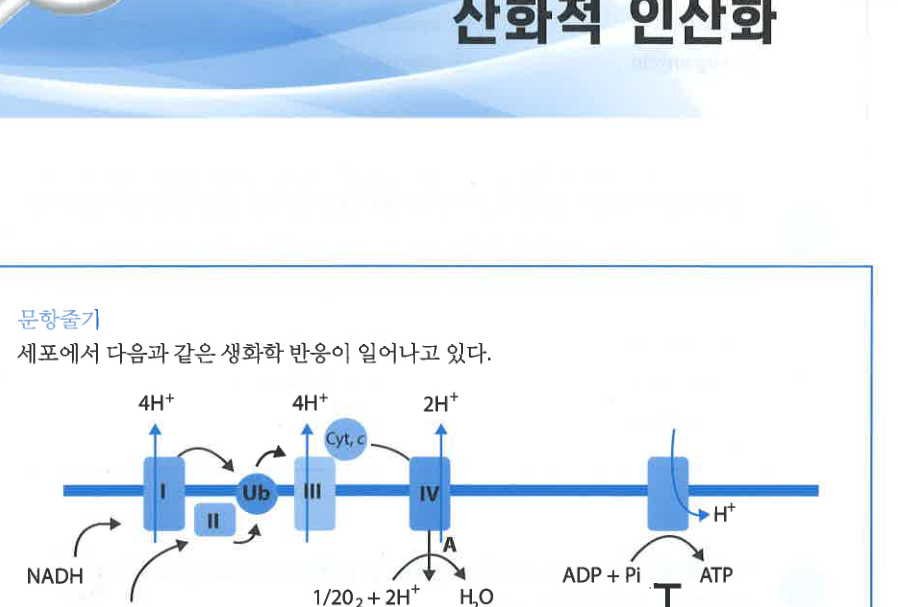 산화적 인산화
문항줄기
세포에서 다음과 같은 생화학 반응이 일어나고 있다.
4H⁺ 4H⁺ 2H⁺
Cyt, c
I Ub III IV
II
H⁺
A
NADH ADP + Pi ATP
1/2O₂ + 2H⁺ H₂O